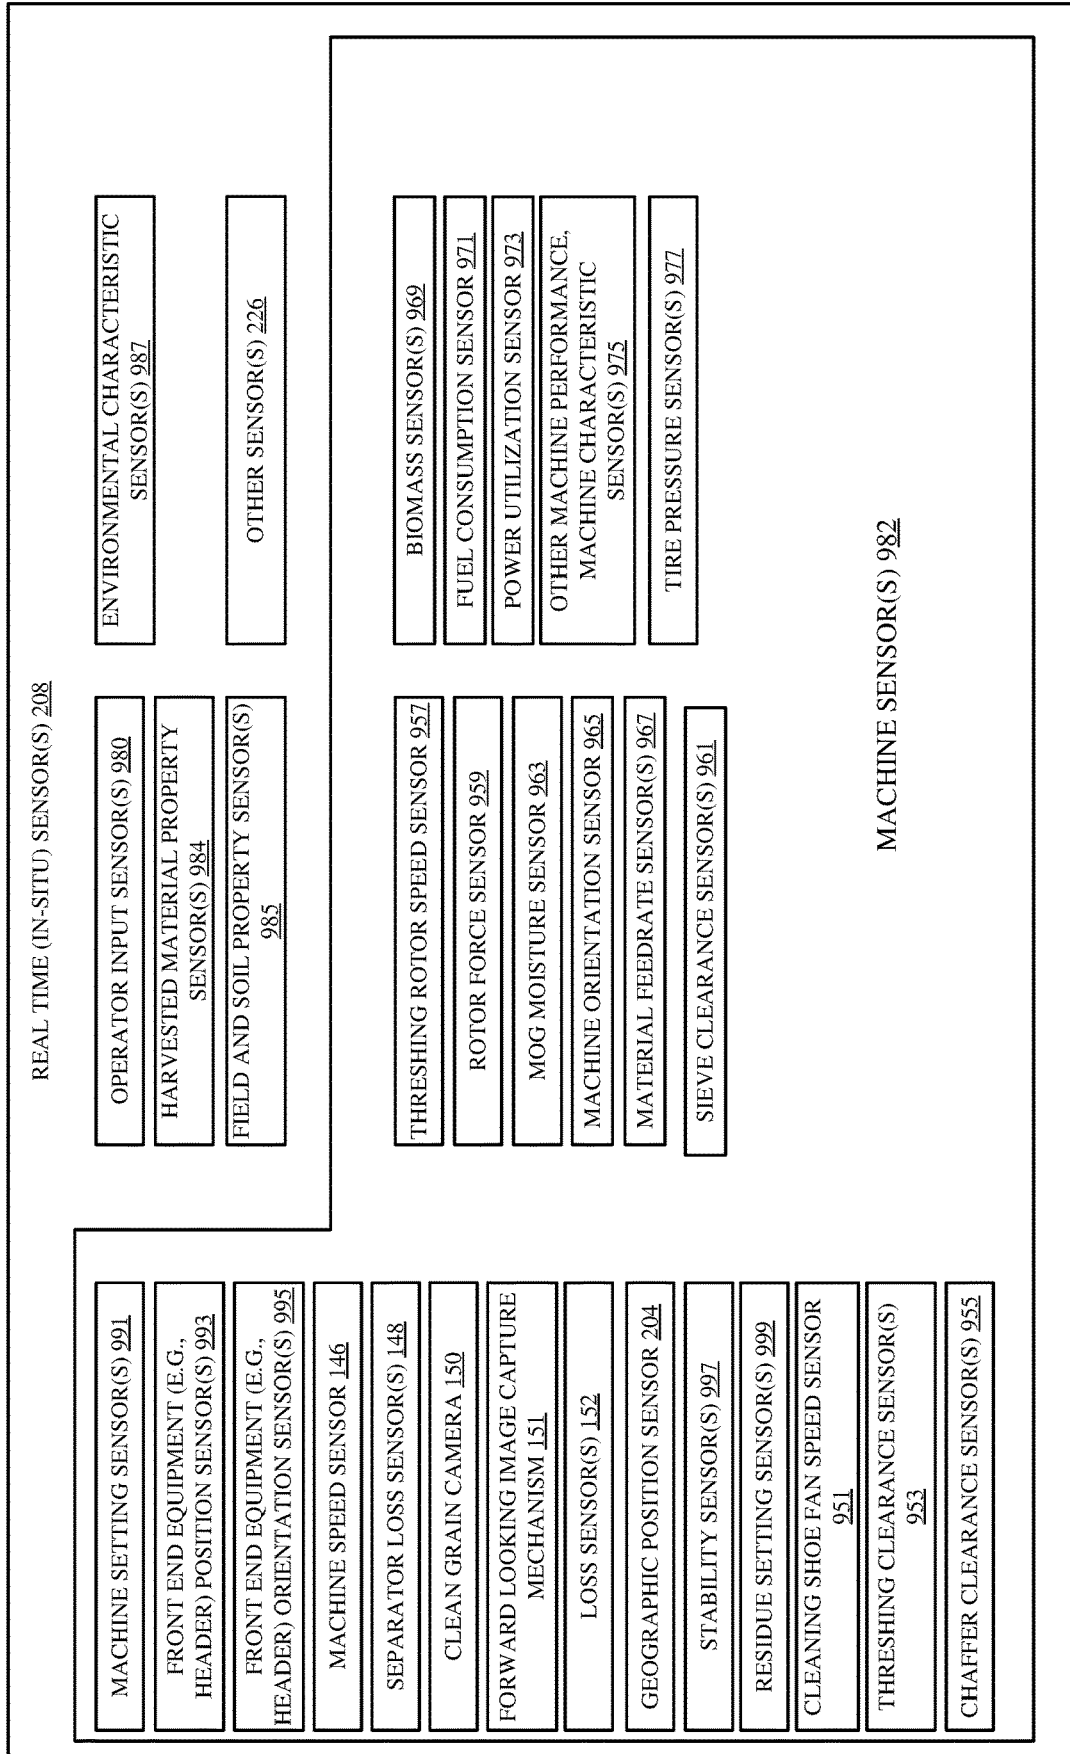 REAL TIME (IN-SITU) SENSOR(S) 208
MACHINE SETTING SENSOR(S) 991
FRONT END EQUIPMENT (E.G.,
HEADER) POSITION SENSOR(S) 993
FRONT END EQUIPMENT (E.G.,
HEADER) ORIENTATION SENSOR(S) 995
MACHINE SPEED SENSOR 146
SEPARATOR LOSS SENSOR(S) 148
CLEAN GRAIN CAMERA 150
FORWARD LOOKING IMAGE CAPTURE
MECHANISM 151
LOSS SENSOR(S) 152
GEOGRAPHIC POSITION SENSOR 204
STABILITY SENSOR(S) 997
RESIDUE SETTING SENSOR(S) 999
CLEANING SHOE FAN SPEED SENSOR
951
THRESHING CLEARANCE SENSOR(S)
953
CHAFFER CLEARANCE SENSOR(S) 955
OPERATOR INPUT SENSOR(S) 980
HARVESTED MATERIAL PROPERTY
SENSOR(S) 984
FIELD AND SOIL PROPERTY SENSOR(S)
985
ENVIRONMENTAL CHARACTERISTIC
SENSOR(S) 987
OTHER SENSOR(S) 226
THRESHING ROTOR SPEED SENSOR 957
ROTOR FORCE SENSOR 959
MOG MOISTURE SENSOR 963
MACHINE ORIENTATION SENSOR 965
MATERIAL FEEDRATE SENSOR(S) 967
SIEVE CLEARANCE SENSOR(S) 961
BIOMASS SENSOR(S) 969
FUEL CONSUMPTION SENSOR 971
POWER UTILIZATION SENSOR 973
OTHER MACHINE PERFORMANCE,
MACHINE CHARACTERISTIC
SENSOR(S) 975
TIRE PRESSURE SENSOR(S) 977
MACHINE SENSOR(S) 982